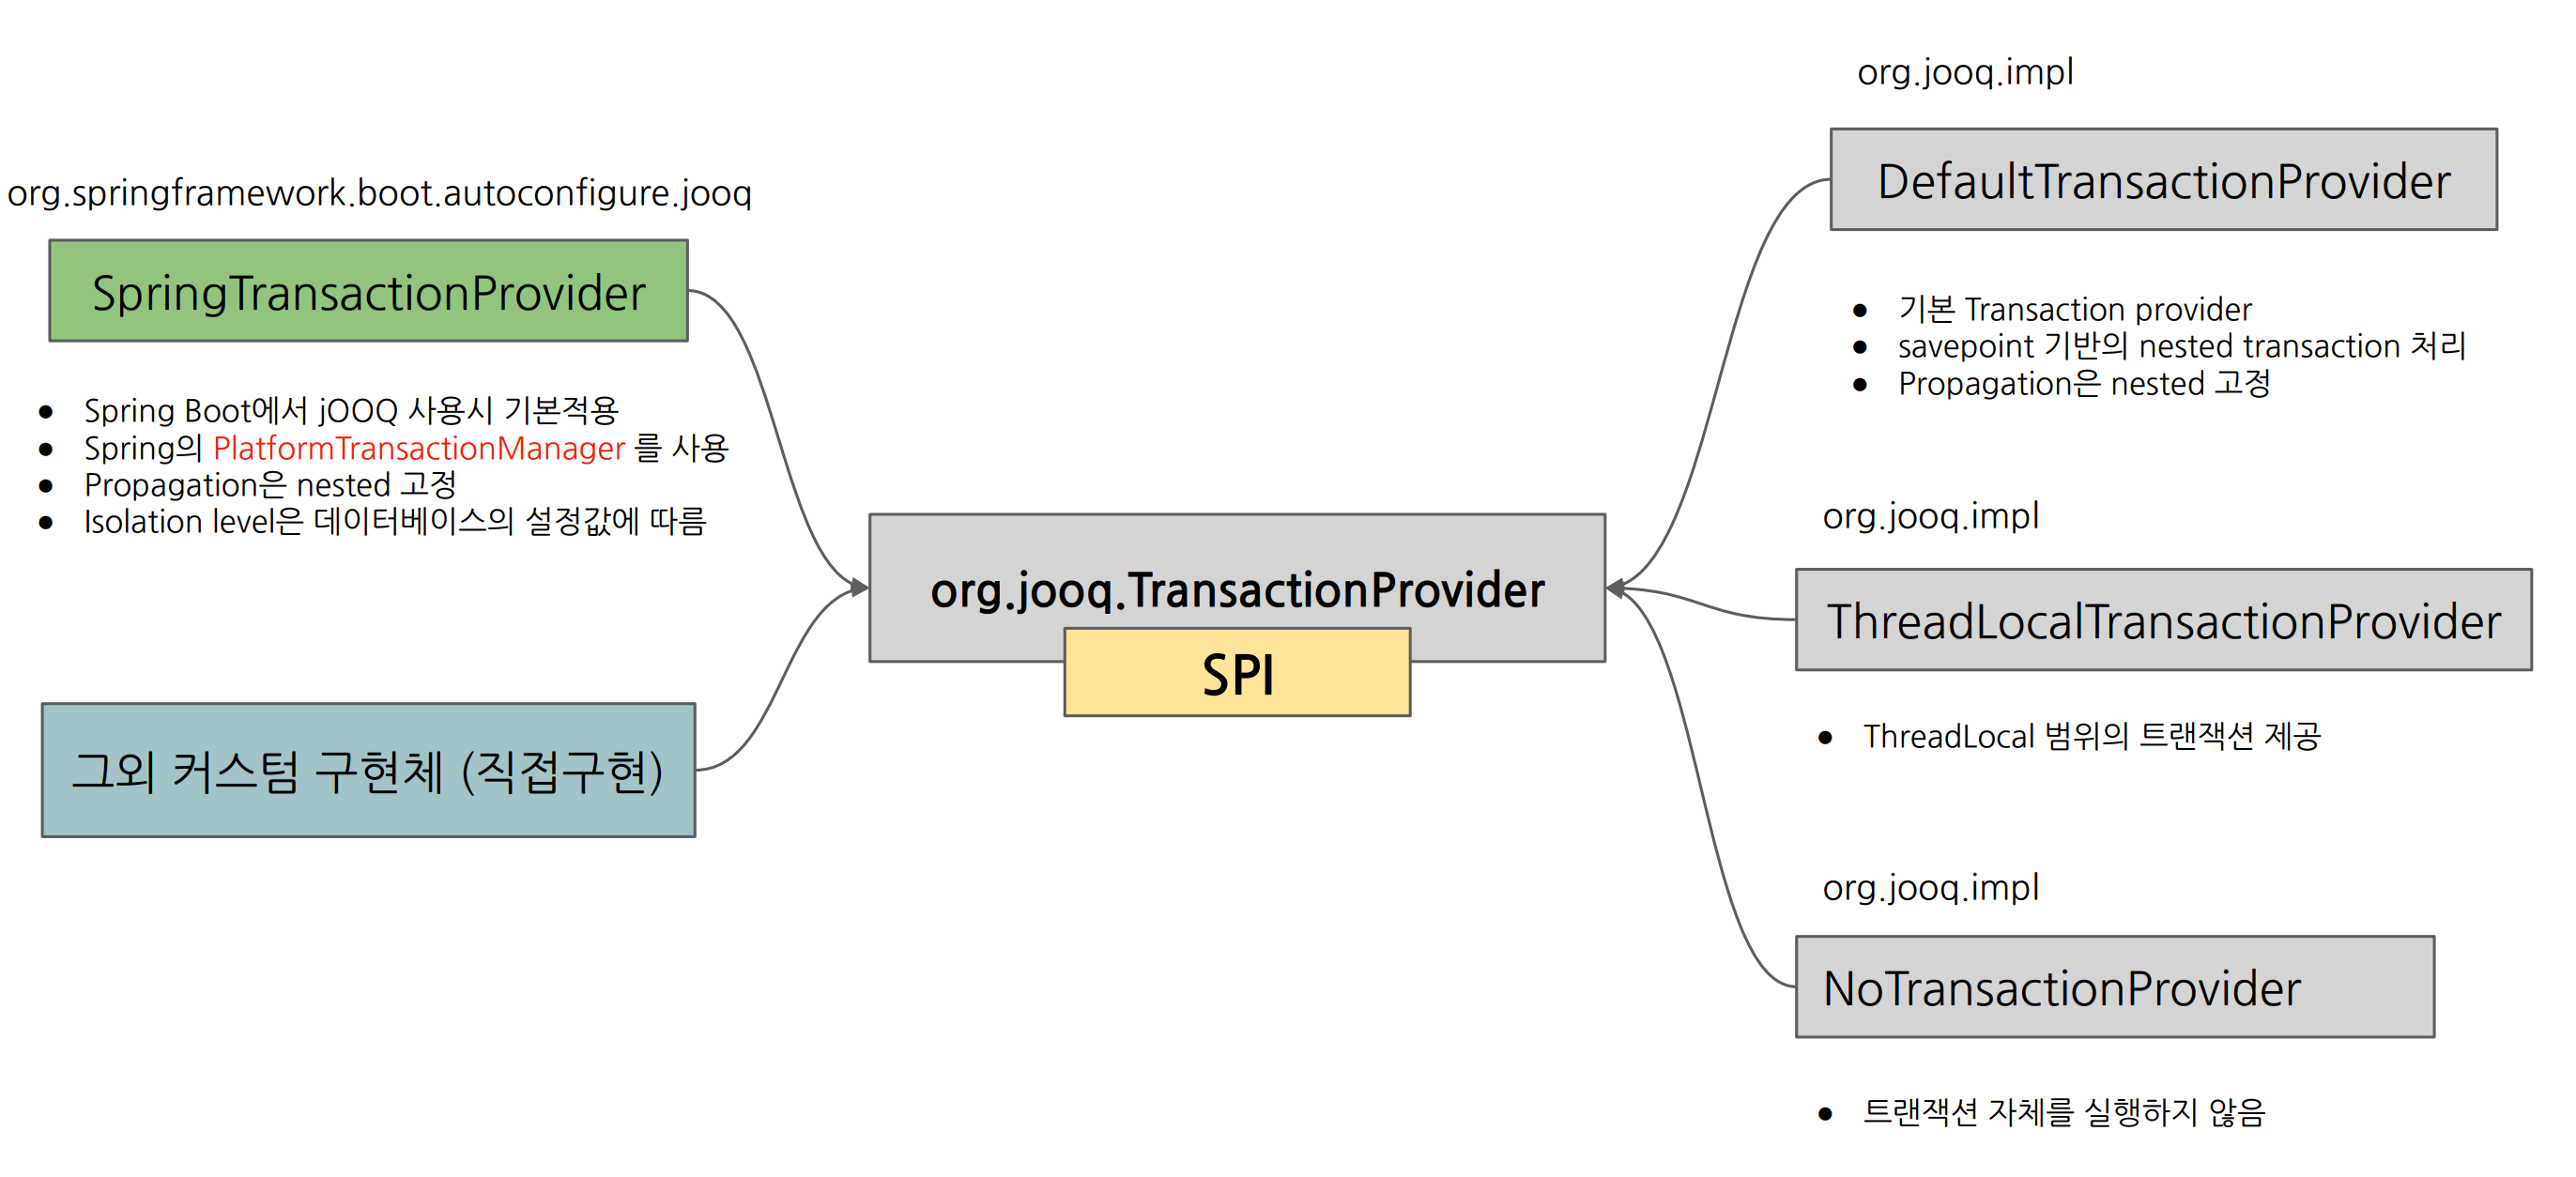 org.springframework.boot.autoconfigure.jooq
SpringTransactionProvider
● Spring Boot에서 jOOQ 사용시 기본적용
● Spring의 PlatformTransactionManager 를 사용
● Propagation은 nested 고정
● Isolation level은 데이터베이스의 설정값에 따름
그외 커스텀 구현체 (직접구현)
org.jooq.TransactionProvider
SPI
org.jooq.impl
DefaultTransactionProvider
● 기본 Transaction provider
● savepoint 기반의 nested transaction 처리
● Propagation은 nested 고정
org.jooq.impl
ThreadLocalTransactionProvider
● ThreadLocal 범위의 트랜잭션 제공
org.jooq.impl
NoTransactionProvider
● 트랜잭션 자체를 실행하지 않음